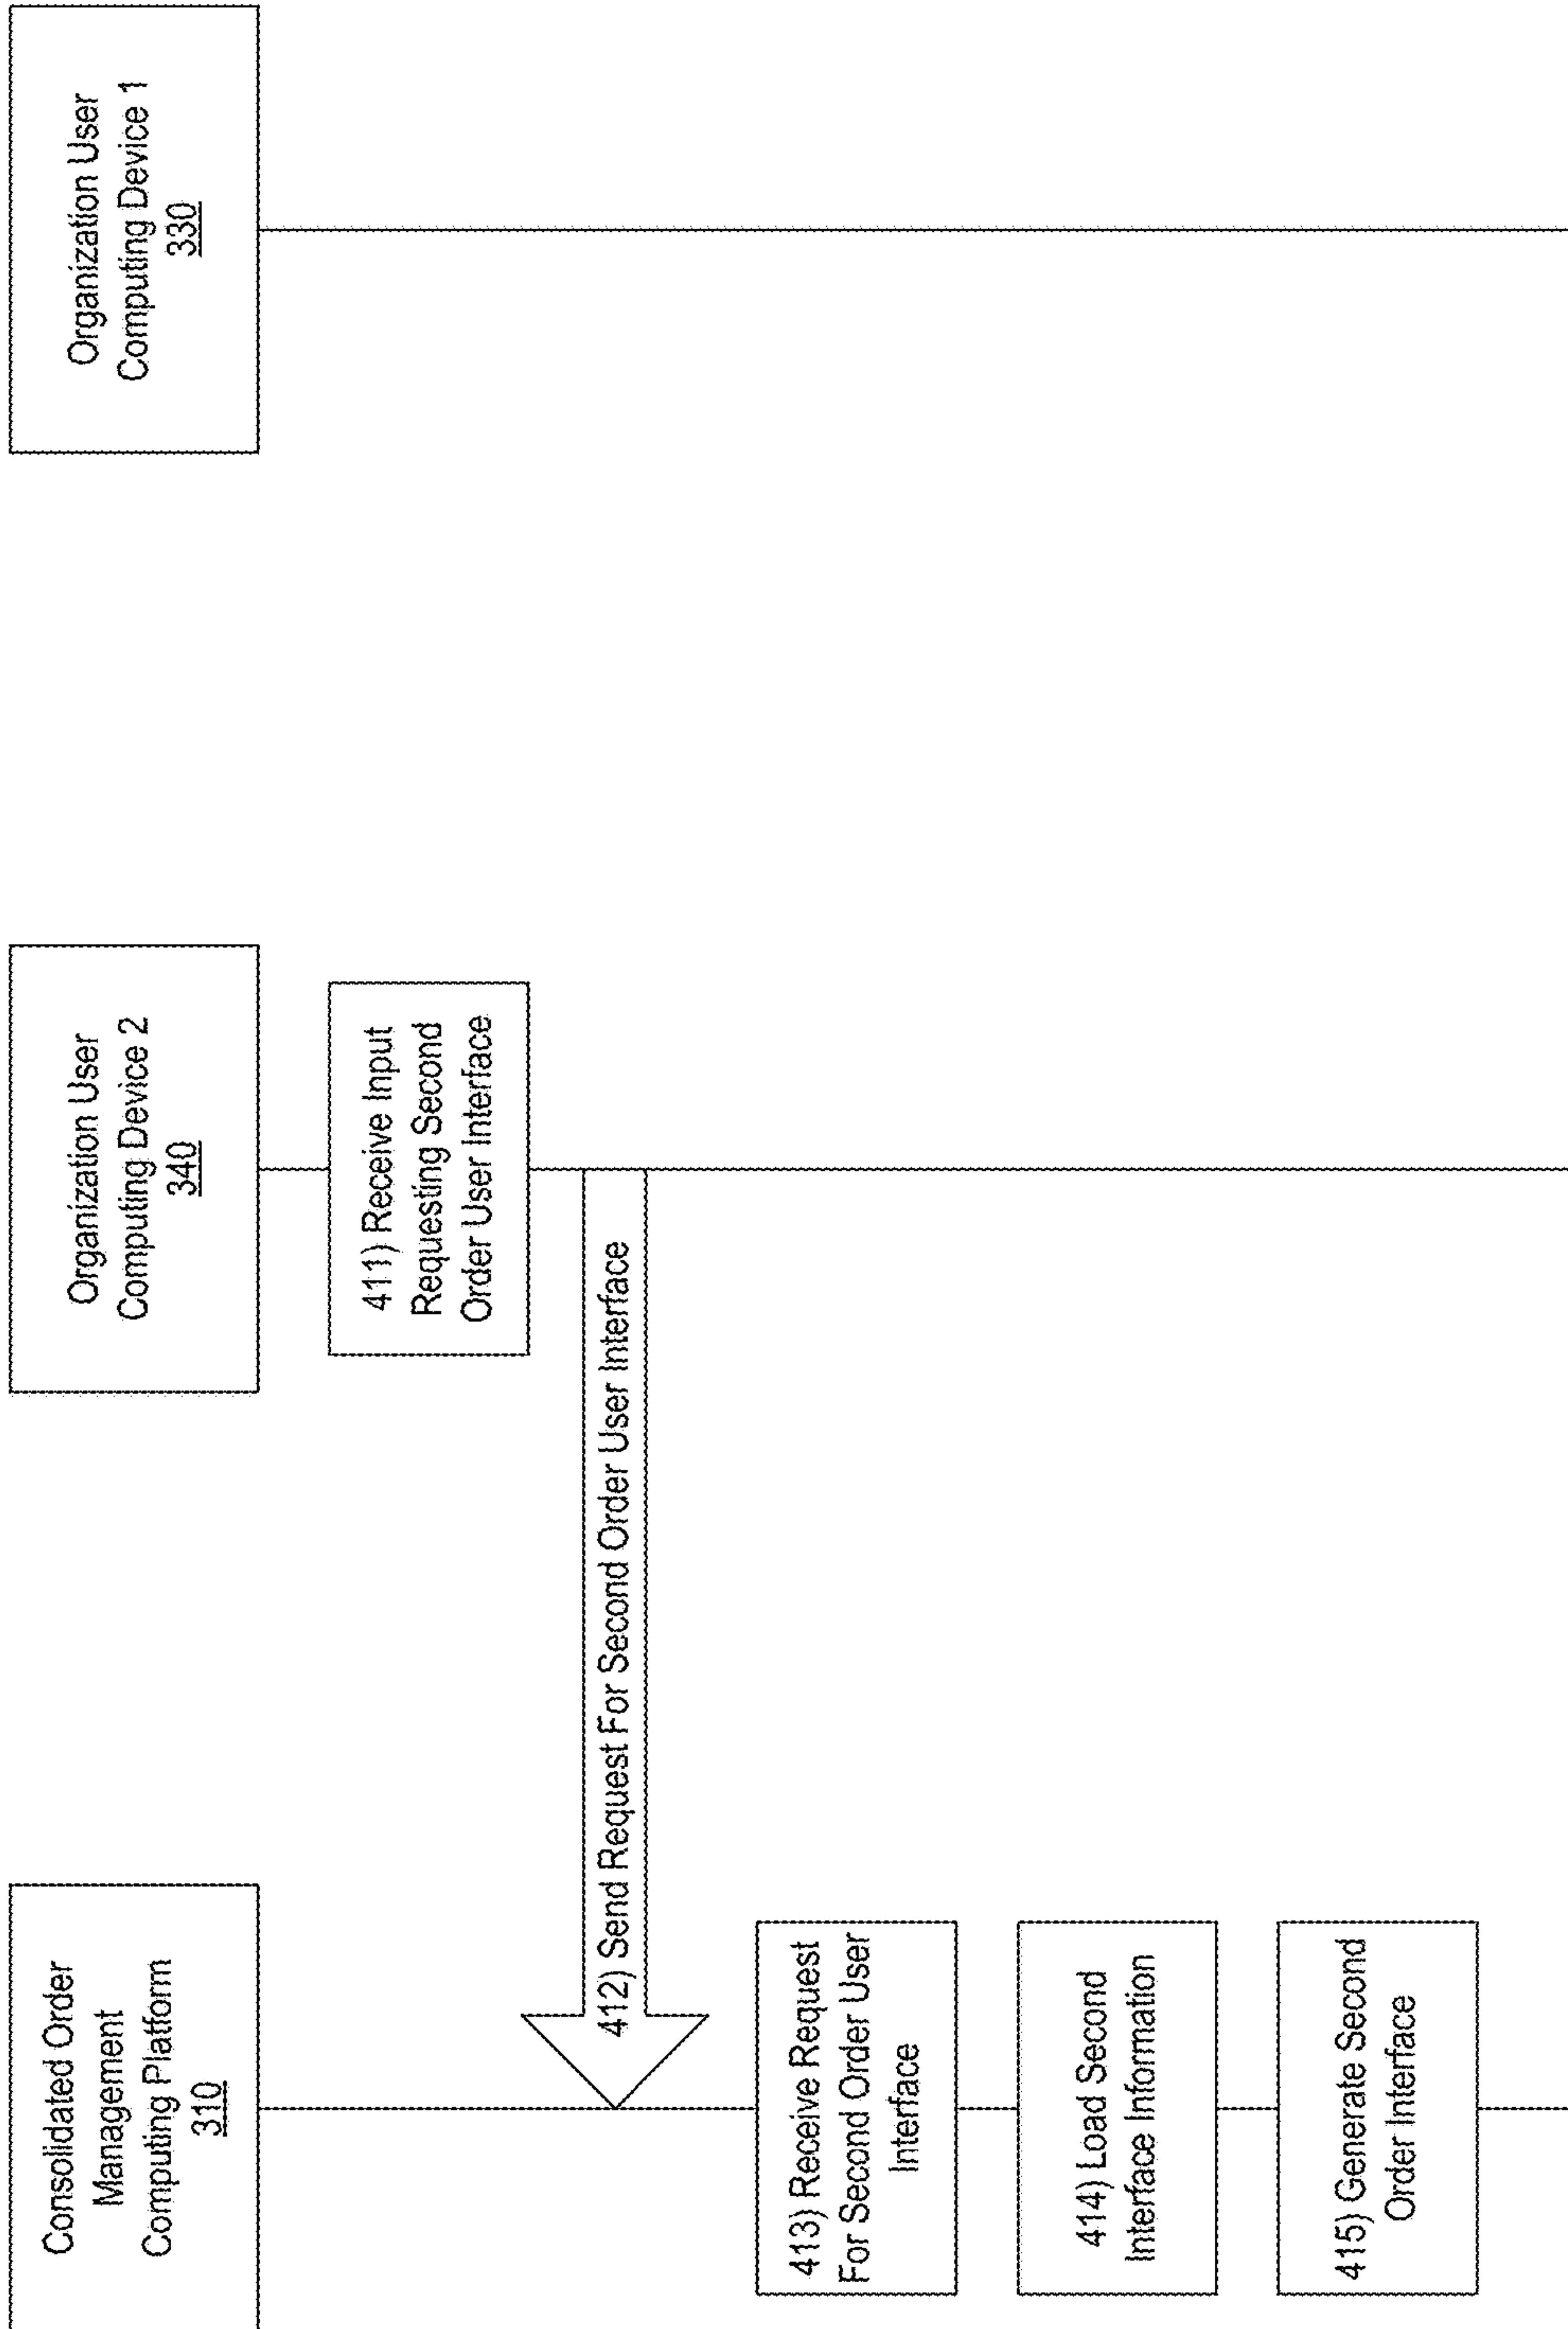 Consolidated Order
Management
Computing Platform
310
Organization User
Computing Device 2
340
Organization User
Computing Device 1
330
411) Receive Input
Requesting Second
Order User Interface
412) Send Request For Second Order User Interface
413) Receive Request
For Second Order User
Interface
414) Load Second
Interface Information
415) Generate Second
Order Interface